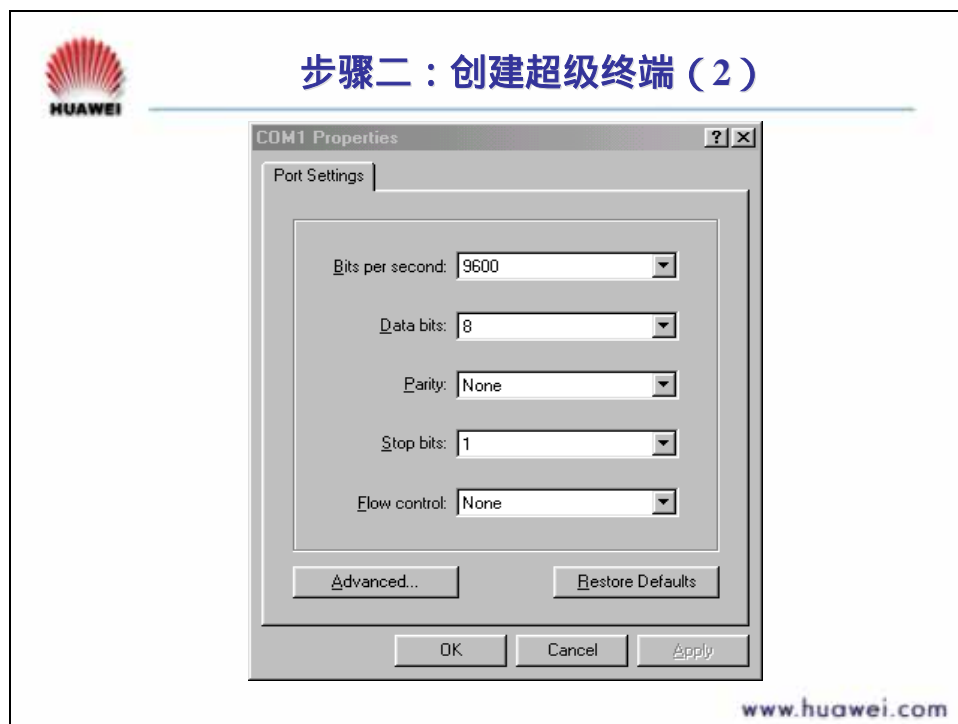 步骤二：创建超级终端（2）
HUAWEI
COM1 Properties
Port Settings
Bits per second: 9600
Data bits: 8
Parity: None
Stop bits: 1
Flow control: None
Advanced... Restore Defaults
OK Cancel Apply
www.huawei.com